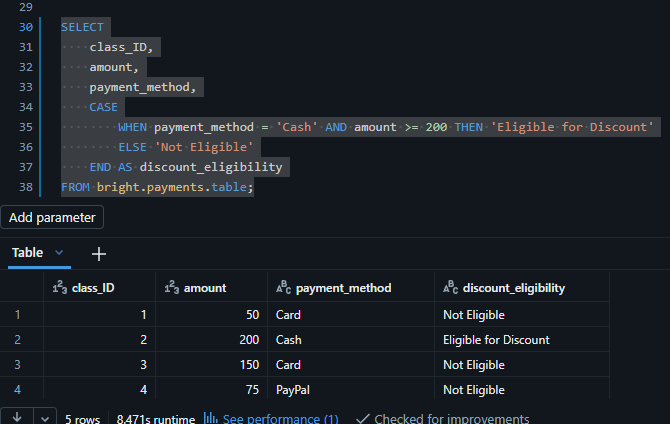 29
30 SELECT
31 class_ID,
32 amount,
33 payment_method,
34 CASE
35 WHEN payment_method = 'Cash' AND amount >= 200 THEN 'Eligible for Discount'
36 ELSE 'Not Eligible'
37 END AS discount_eligibility
38 FROM bright.payments.table;
Add parameter
Table +
123 class_ID 123 amount ABC payment_method ABC discount_eligibility
1 1 50 Card Not Eligible
2 2 200 Cash Eligible for Discount
3 3 150 Card Not Eligible
4 4 75 PayPal Not Eligible
5 rows 8.471s runtime See performance (1) Checked for improvements